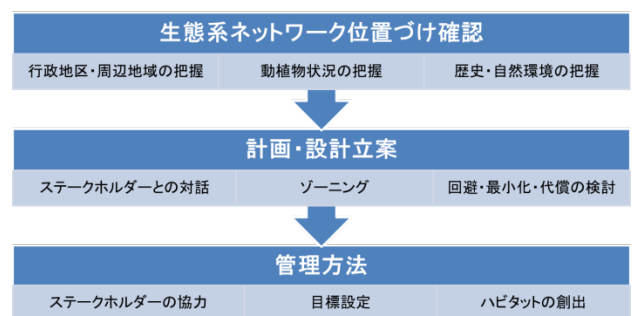 生態系ネットワーク位置づけ確認
行政地区・周辺地域の把握 動植物状況の把握 歴史・自然環境の把握
計画・設計立案
ステークホルダーとの対話 ゾーニング 回避・最小化・代償の検討
管理方法
ステークホルダーの協力 目標設定 ハビタットの創出